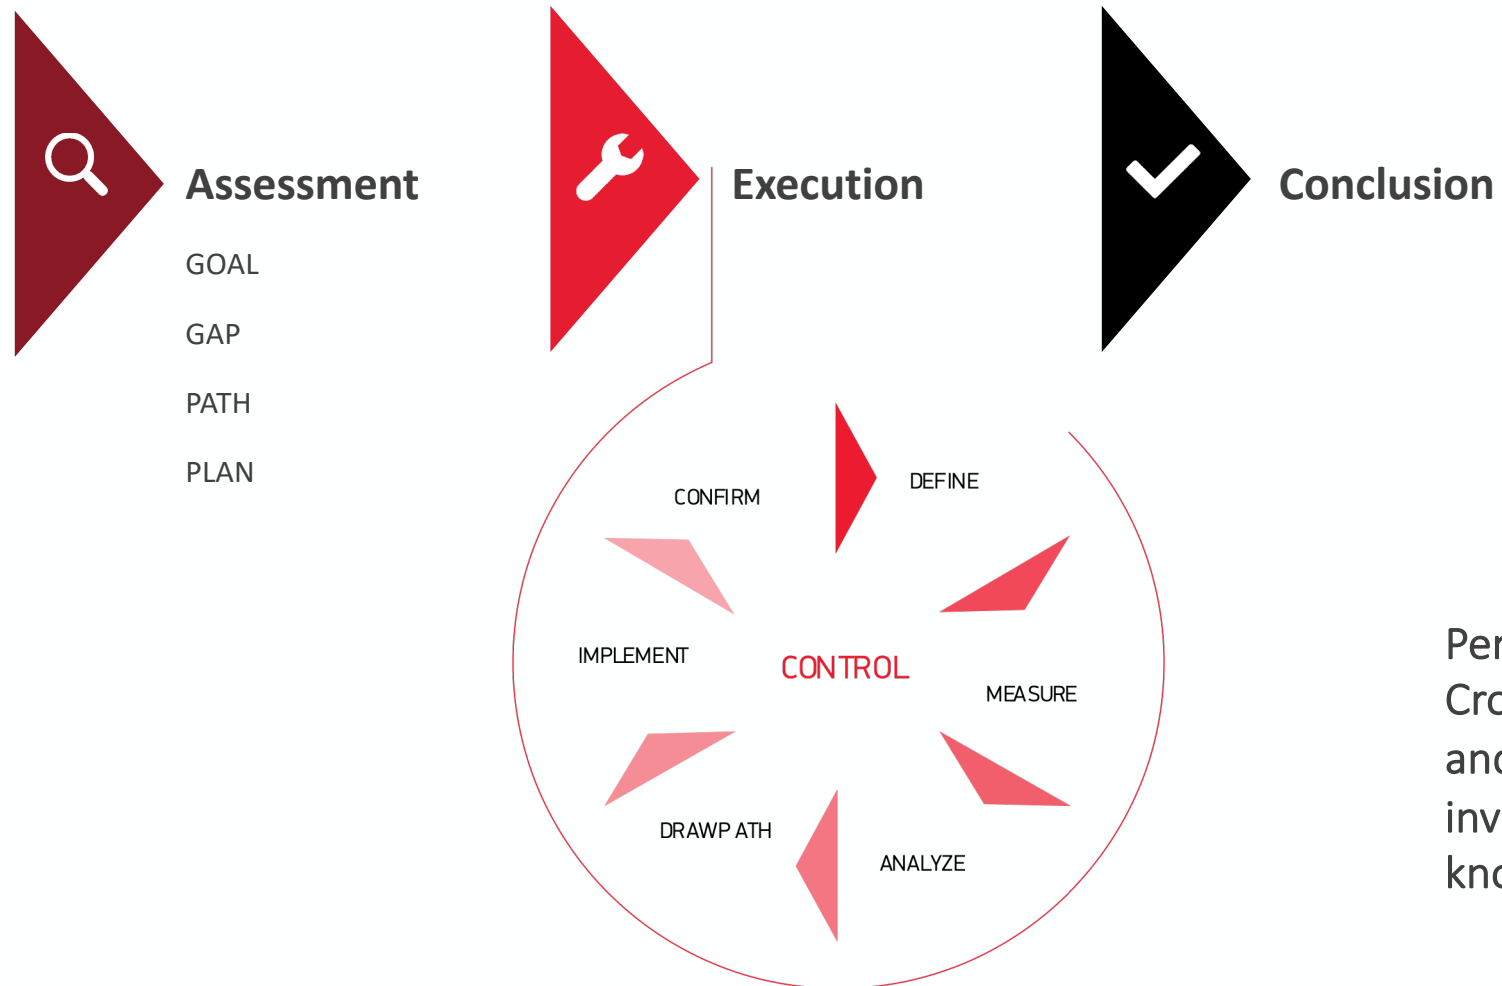 Assessment
GOAL
GAP
PATH
PLAN
Execution
Conclusion
DEFINE
MEASURE
ANALYZE
DRAWP ATH
IMPLEMENT
CONFIRM
CONTROL